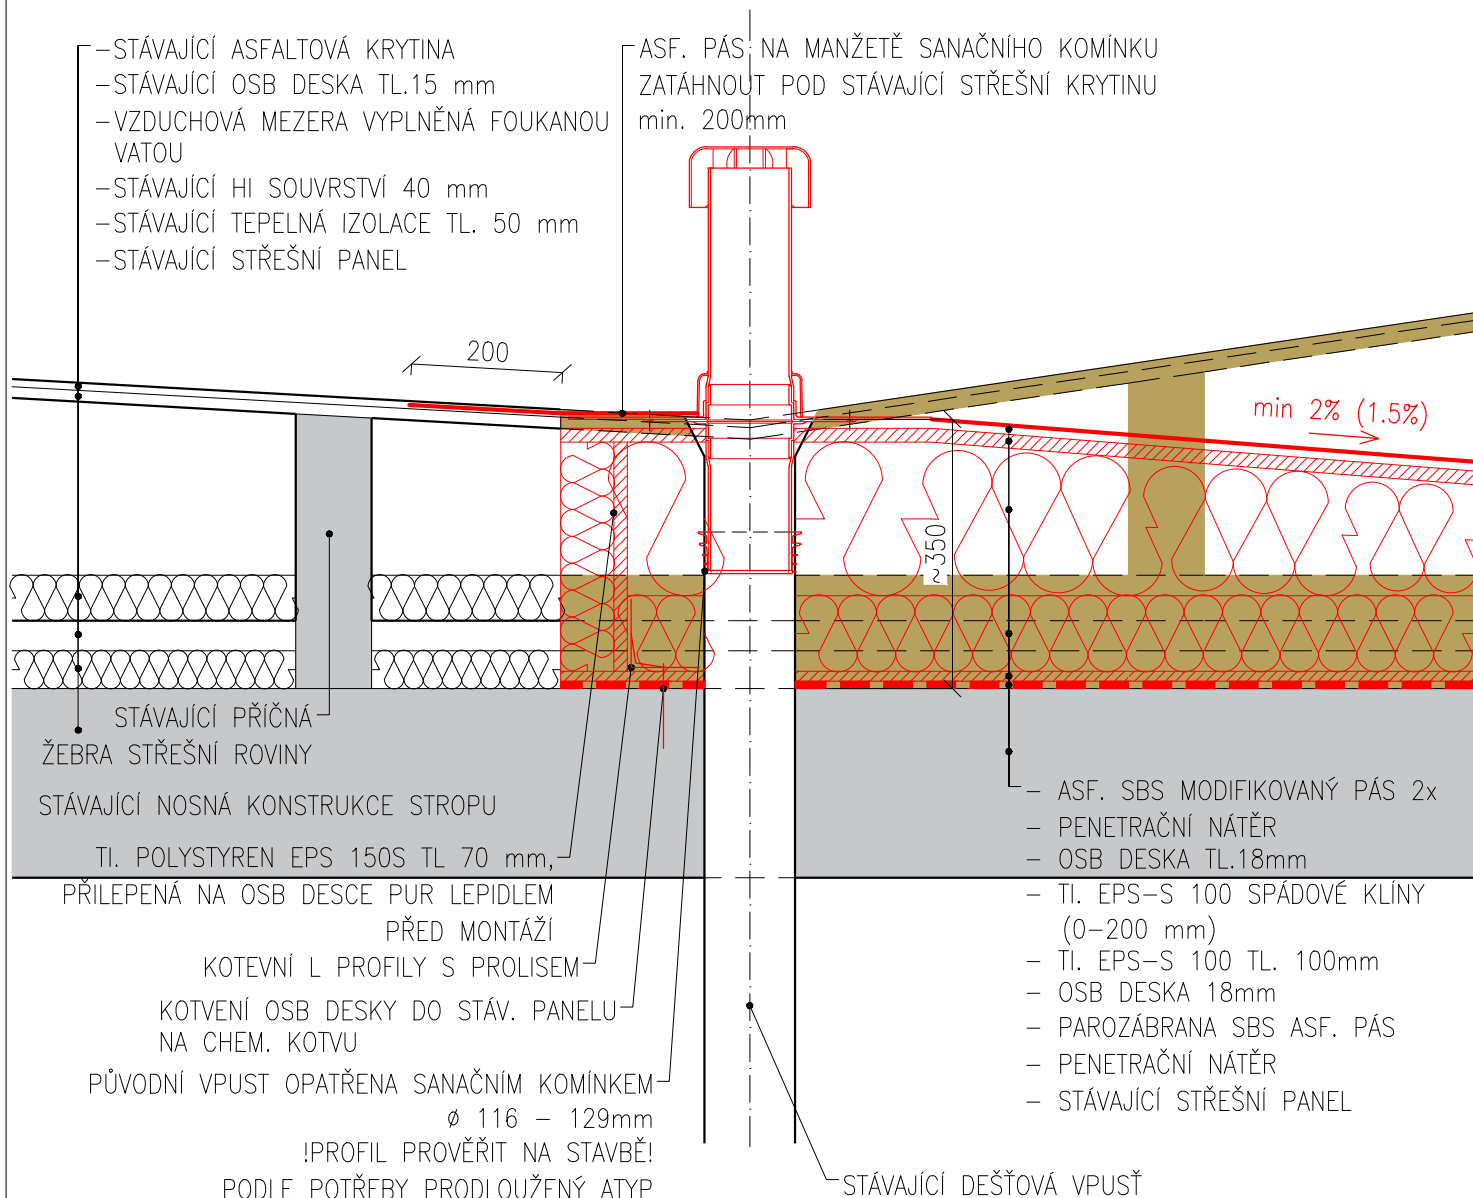 -STÁVAJÍCÍ ASFALTOVÁ KRYTINA
-STÁVAJÍCÍ OSB DESKA TL.15 mm
-VZDUCHOVÁ MEZERA VYPLNĚNÁ FOUKANOU
VATOU
-STÁVAJÍCÍ HI SOUVRSTVÍ 40 mm
-STÁVAJÍCÍ TEPELNÁ IZOLACE TL. 50 mm
-STÁVAJÍCÍ STŘEŠNÍ PANEL
ASF. PÁS NA MANŽETĚ SANAČNÍHO KOMÍNKU
ZATÁHNOUT POD STÁVAJÍCÍ STŘEŠNÍ KRYTINU
min. 200mm
200
min 2% (1.5%)
~350
STÁVAJÍCÍ PŘÍČNÁ
ŽEBRA STŘEŠNÍ ROVINY
STÁVAJÍCÍ NOSNÁ KONSTRUKCE STROPU
TI. POLYSTYREN EPS 150S TL 70 mm,
PŘILEPENÁ NA OSB DESCE PUR LEPIDLEM
PŘED MONTÁŽÍ
KOTEVNÍ L PROFILY S PROLISEM
KOTVENÍ OSB DESKY DO STÁV. PANELU
NA CHEM. KOTVU
PŮVODNÍ VPUST OPATŘENA SANAČNÍM KOMÍNKEM
ø 116 - 129mm
!PROFIL PROVĚŘIT NA STAVBĚ!
PODLE POTŘEBY PRODLOUŽENÝ ATYP
- ASF. SBS MODIFIKOVANÝ PÁS 2x
- PENETRAČNÍ NÁTĚR
- OSB DESKA TL.18mm
- TI. EPS-S 100 SPÁDOVÉ KLÍNY
(0-200 mm)
- TI. EPS-S 100 TL. 100mm
- OSB DESKA 18mm
- PAROZÁBRANA SBS ASF. PÁS
- PENETRAČNÍ NÁTĚR
- STÁVAJÍCÍ STŘEŠNÍ PANEL
STÁVAJÍCÍ DEŠŤOVÁ VPUSŤ